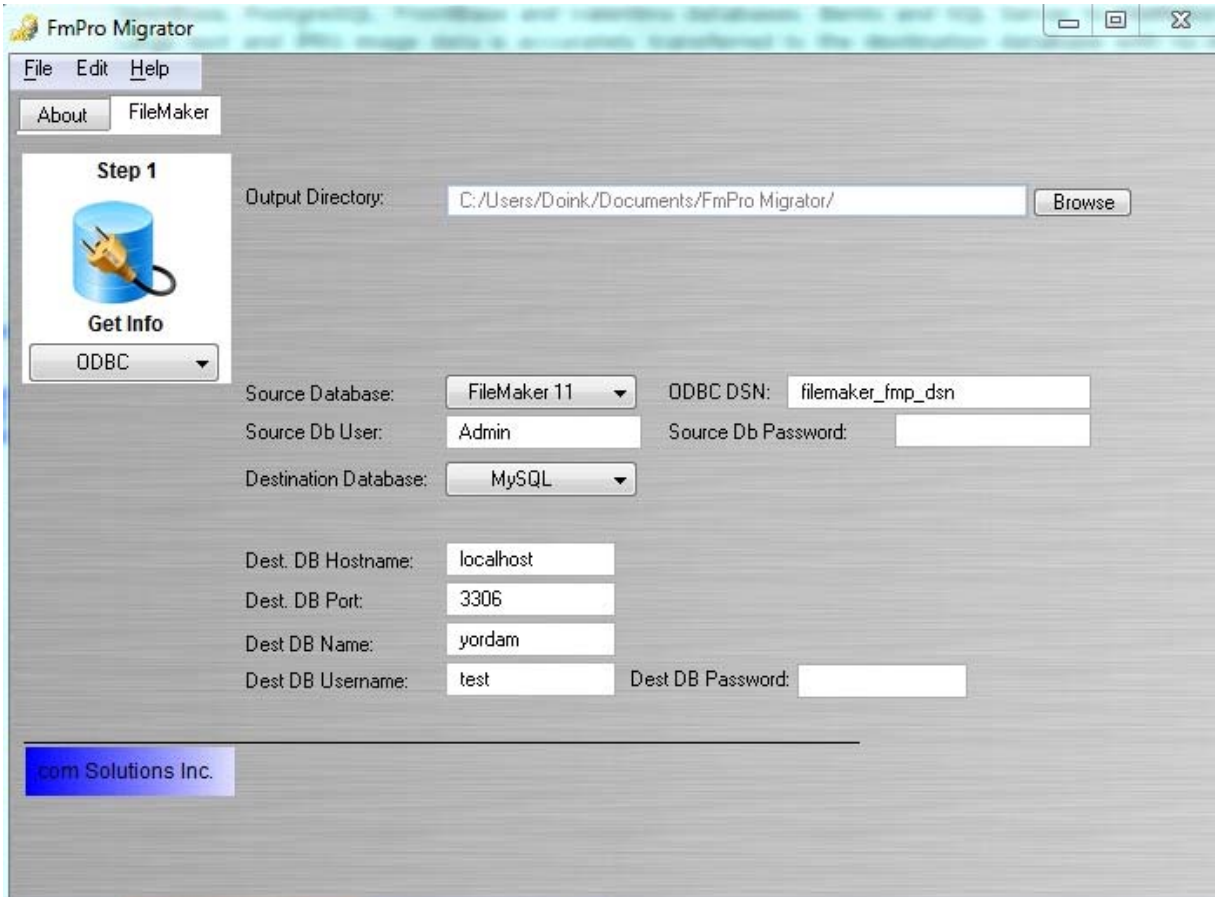 FmPro Migrator
File Edit Help
About FileMaker
Step 1
Output Directory: C:/Users/Doink/Documents/FmPro Migrator/ Browse
Get Info
ODBC
Source Database: FileMaker 11 ODBC DSN: filemaker_fmp_dsn
Source Db User: Admin Source Db Password:
Destination Database: MySQL
Dest. DB Hostname: localhost
Dest. DB Port: 3306
Dest DB Name: yordam
Dest DB Username: test Dest DB Password:
com Solutions Inc.